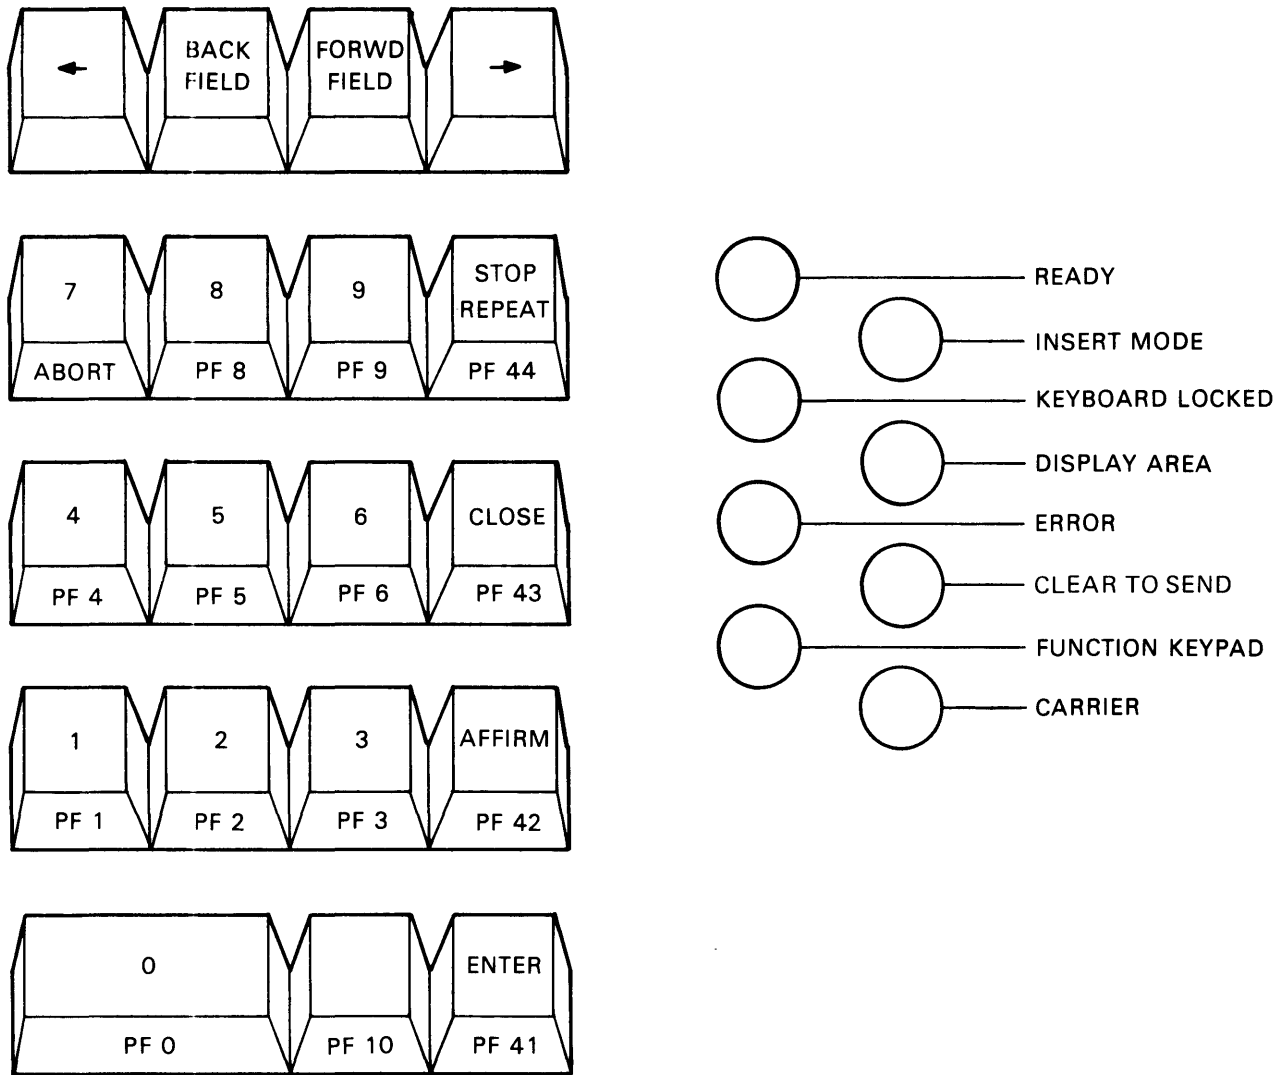 BACK
FIELD
FORWD
FIELD
7
8
9
STOP
REPEAT
ABORT
PF 8
PF 9
PF 44
4
5
6
CLOSE
PF 4
PF 5
PF 6
PF 43
1
2
3
AFFIRM
PF 1
PF 2
PF 3
PF 42
0
ENTER
PF 0
PF 10
PF 41
READY
INSERT MODE
KEYBOARD LOCKED
DISPLAY AREA
ERROR
CLEAR TO SEND
FUNCTION KEYPAD
CARRIER